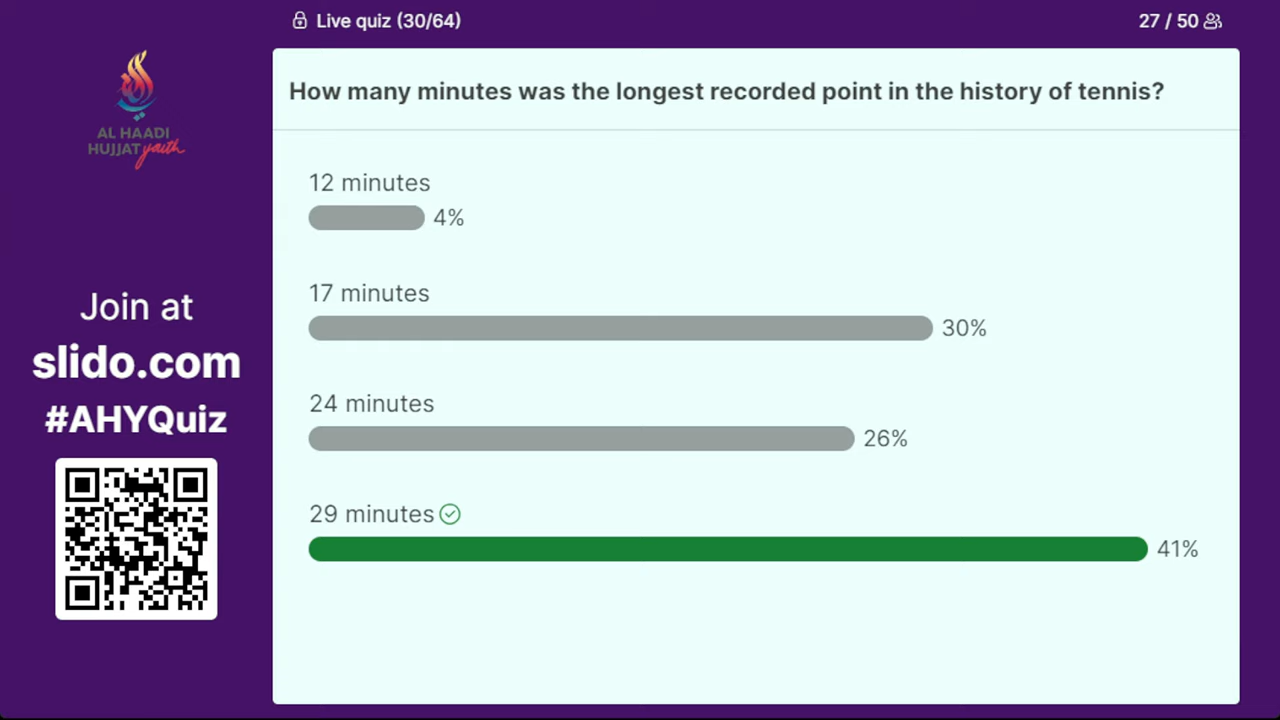 Live quiz (30/64)
27 / 50
AL HAADI
HUJJAT youth
Join at
slido.com
#AHYQuiz
How many minutes was the longest recorded point in the history of tennis?
12 minutes
4%
17 minutes
30%
24 minutes
26%
29 minutes
41%